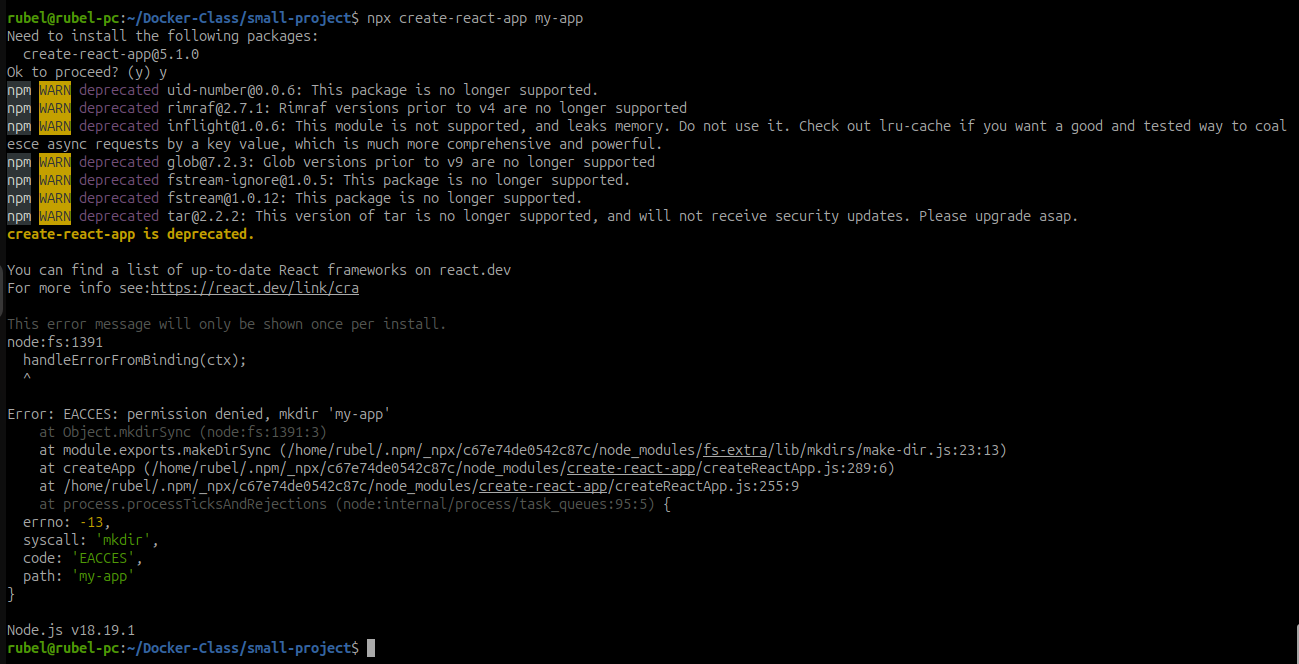 rubel@rubel-pc:~/Docker-Class/small-project$ npx create-react-app my-app
Need to install the following packages:
  create-react-app@5.1.0
Ok to proceed? (y) y
npm WARN deprecated uid-number@0.0.6: This package is no longer supported.
npm WARN deprecated rimraf@2.7.1: Rimraf versions prior to v4 are no longer supported
npm WARN deprecated inflight@1.0.6: This module is not supported, and leaks memory. Do not use it. Check out lru-cache if you want a good and tested way to coal
esce async requests by a key value, which is much more comprehensive and powerful.
npm WARN deprecated glob@7.2.3: Glob versions prior to v9 are no longer supported
npm WARN deprecated fstream-ignore@1.0.5: This package is no longer supported.
npm WARN deprecated fstream@1.0.12: This package is no longer supported.
npm WARN deprecated tar@2.2.2: This version of tar is no longer supported, and will not receive security updates. Please upgrade asap.
create-react-app is deprecated.

You can find a list of up-to-date React frameworks on react.dev
For more info see:https://react.dev/link/cra

This error message will only be shown once per install.
node:fs:1391
  handleErrorFromBinding(ctx);
  ^

Error: EACCES: permission denied, mkdir 'my-app'
    at Object.mkdirSync (node:fs:1391:3)
    at module.exports.makeDirSync (/home/rubel/.npm/_npx/c67e74de0542c87c/node_modules/fs-extra/lib/mkdirs/make-dir.js:23:13)
    at createApp (/home/rubel/.npm/_npx/c67e74de0542c87c/node_modules/create-react-app/createReactApp.js:289:6)
    at /home/rubel/.npm/_npx/c67e74de0542c87c/node_modules/create-react-app/createReactApp.js:255:9
    at process.processTicksAndRejections (node:internal/process/task_queues:95:5) {
  errno: -13,
  syscall: 'mkdir',
  code: 'EACCES',
  path: 'my-app'
}

Node.js v18.19.1
rubel@rubel-pc:~/Docker-Class/small-project$